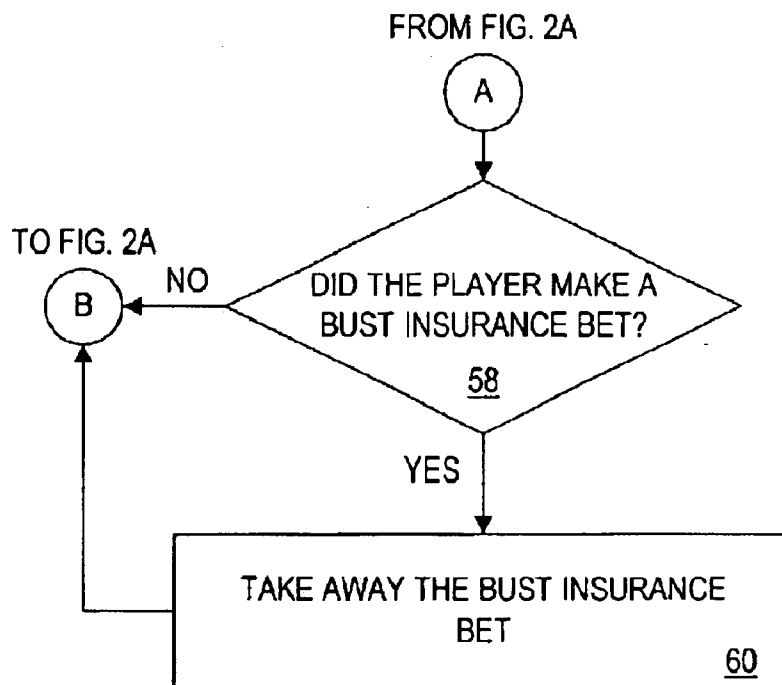 FROM FIG. 2A
A
TO FIG. 2A
B
NO
DID THE PLAYER MAKE A
BUST INSURANCE BET?
58
YES
TAKE AWAY THE BUST INSURANCE
BET
60